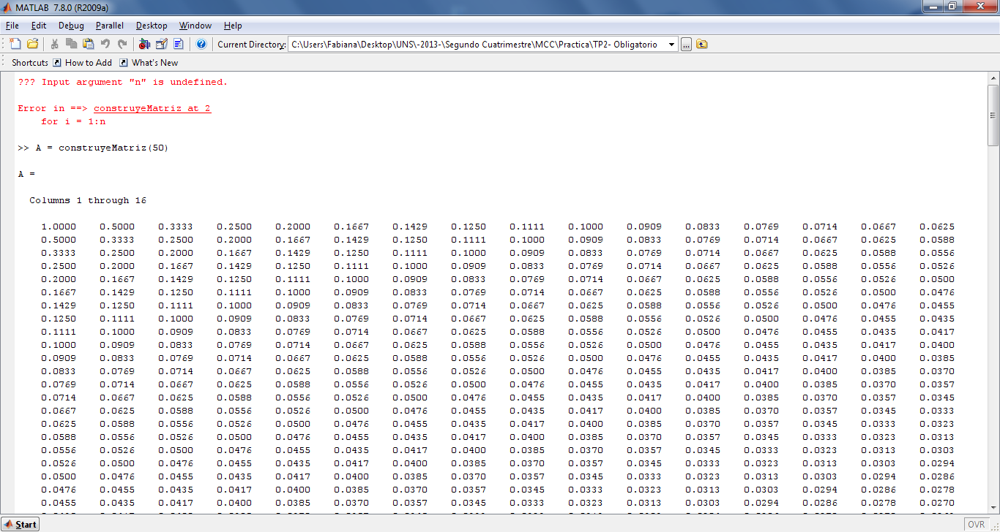 MATLAB 7.8.0 (R2009a)
File Edit Debug Parallel Desktop Window Help
Current Directory: C:\Users\Fabiana\Desktop\UNS\-2013-\Segundo Cuatrimestre\MCC\Practica\TP2- Obligatorio ...
Shortcuts How to Add What's New
??? Input argument "n" is undefined.
Error in ==> construyeMatriz at 2
for i = 1:n
>> A = construyeMatriz(50)
A =
Columns 1 through 16
1.0000 0.5000 0.3333 0.2500 0.2000 0.1667 0.1429 0.1250 0.1111 0.1000 0.0909 0.0833 0.0769 0.0714 0.0667 0.0625
0.5000 0.3333 0.2500 0.2000 0.1667 0.1429 0.1250 0.1111 0.1000 0.0909 0.0833 0.0769 0.0714 0.0667 0.0625 0.0588
0.3333 0.2500 0.2000 0.1667 0.1429 0.1250 0.1111 0.1000 0.0909 0.0833 0.0769 0.0714 0.0667 0.0625 0.0588 0.0556
0.2500 0.2000 0.1667 0.1429 0.1250 0.1111 0.1000 0.0909 0.0833 0.0769 0.0714 0.0667 0.0625 0.0588 0.0556 0.0526
0.2000 0.1667 0.1429 0.1250 0.1111 0.1000 0.0909 0.0833 0.0769 0.0714 0.0667 0.0625 0.0588 0.0556 0.0526 0.0500
0.1667 0.1429 0.1250 0.1111 0.1000 0.0909 0.0833 0.0769 0.0714 0.0667 0.0625 0.0588 0.0556 0.0526 0.0500 0.0476
0.1429 0.1250 0.1111 0.1000 0.0909 0.0833 0.0769 0.0714 0.0667 0.0625 0.0588 0.0556 0.0526 0.0500 0.0476 0.0455
0.1250 0.1111 0.1000 0.0909 0.0833 0.0769 0.0714 0.0667 0.0625 0.0588 0.0556 0.0526 0.0500 0.0476 0.0455 0.0435
0.1111 0.1000 0.0909 0.0833 0.0769 0.0714 0.0667 0.0625 0.0588 0.0556 0.0526 0.0500 0.0476 0.0455 0.0435 0.0417
0.1000 0.0909 0.0833 0.0769 0.0714 0.0667 0.0625 0.0588 0.0556 0.0526 0.0500 0.0476 0.0455 0.0435 0.0417 0.0400
0.0909 0.0833 0.0769 0.0714 0.0667 0.0625 0.0588 0.0556 0.0526 0.0500 0.0476 0.0455 0.0435 0.0417 0.0400 0.0385
0.0833 0.0769 0.0714 0.0667 0.0625 0.0588 0.0556 0.0526 0.0500 0.0476 0.0455 0.0435 0.0417 0.0400 0.0385 0.0370
0.0769 0.0714 0.0667 0.0625 0.0588 0.0556 0.0526 0.0500 0.0476 0.0455 0.0435 0.0417 0.0400 0.0385 0.0370 0.0357
0.0714 0.0667 0.0625 0.0588 0.0556 0.0526 0.0500 0.0476 0.0455 0.0435 0.0417 0.0400 0.0385 0.0370 0.0357 0.0345
0.0667 0.0625 0.0588 0.0556 0.0526 0.0500 0.0476 0.0455 0.0435 0.0417 0.0400 0.0385 0.0370 0.0357 0.0345 0.0333
0.0625 0.0588 0.0556 0.0526 0.0500 0.0476 0.0455 0.0435 0.0417 0.0400 0.0385 0.0370 0.0357 0.0345 0.0333 0.0323
0.0588 0.0556 0.0526 0.0500 0.0476 0.0455 0.0435 0.0417 0.0400 0.0385 0.0370 0.0357 0.0345 0.0333 0.0323 0.0313
0.0556 0.0526 0.0500 0.0476 0.0455 0.0435 0.0417 0.0400 0.0385 0.0370 0.0357 0.0345 0.0333 0.0323 0.0313 0.0303
0.0526 0.0500 0.0476 0.0455 0.0435 0.0417 0.0400 0.0385 0.0370 0.0357 0.0345 0.0333 0.0323 0.0313 0.0303 0.0294
0.0500 0.0476 0.0455 0.0435 0.0417 0.0400 0.0385 0.0370 0.0357 0.0345 0.0333 0.0323 0.0313 0.0303 0.0294 0.0286
0.0476 0.0455 0.0435 0.0417 0.0400 0.0385 0.0370 0.0357 0.0345 0.0333 0.0323 0.0313 0.0303 0.0294 0.0286 0.0278
0.0455 0.0435 0.0417 0.0400 0.0385 0.0370 0.0357 0.0345 0.0333 0.0323 0.0313 0.0303 0.0294 0.0286 0.0278 0.0270
Start OVR